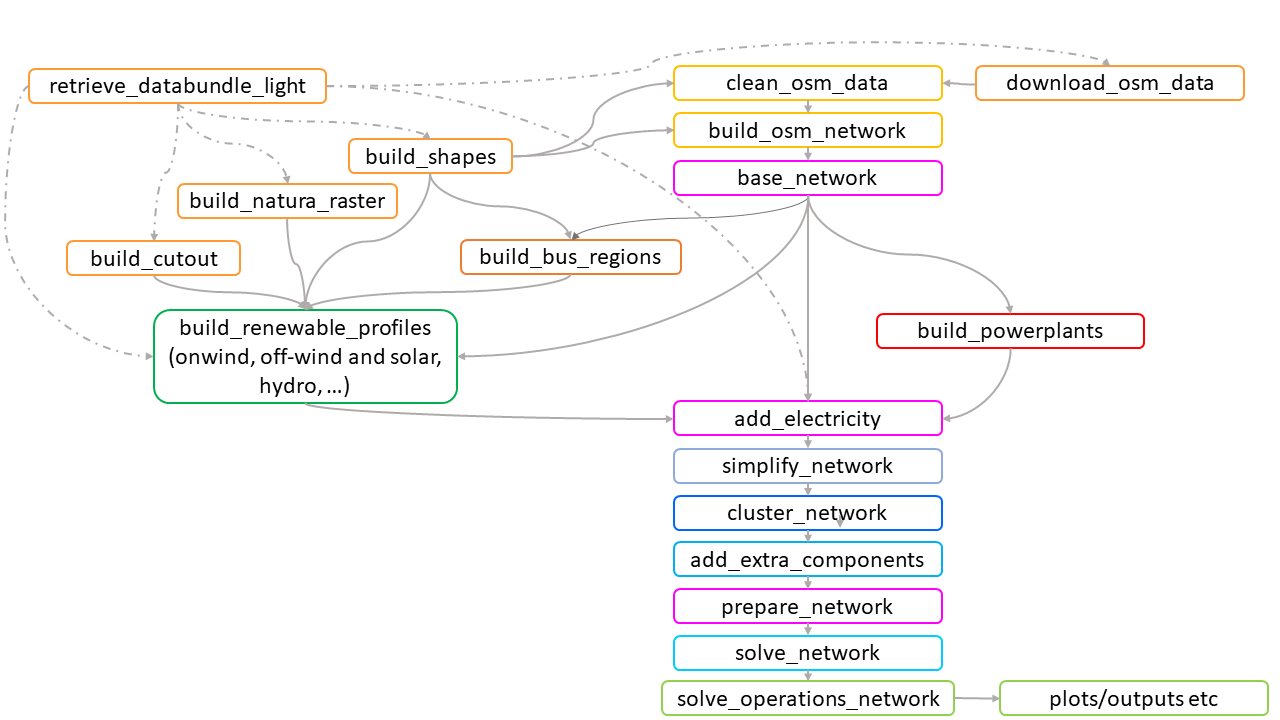 retrieve_databundle_light
clean_osm_data
download_osm_data
build_osm_network
build_shapes
base_network
build_natura_raster
build_cutout
build_bus_regions
build_renewable_profiles
(onwind, off-wind and solar,
hydro, ...)
build_powerplants
add_electricity
simplify_network
cluster_network
add_extra_components
prepare_network
solve_network
solve_operations_network
plots/outputs etc